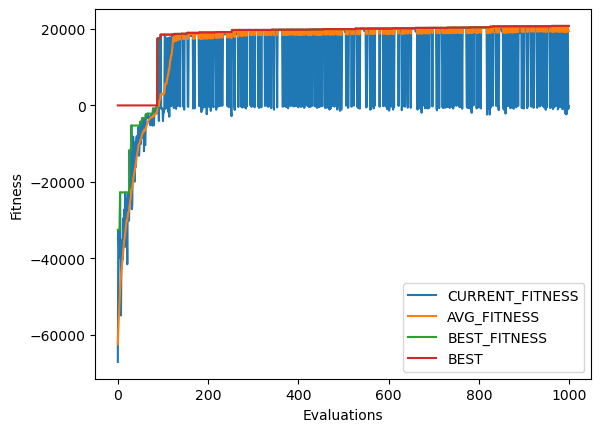 20000
0
−20000
−40000
−60000
Fitness
0
200
400
600
800
1000
Evaluations
CURRENT_FITNESS
AVG_FITNESS
BEST_FITNESS
BEST